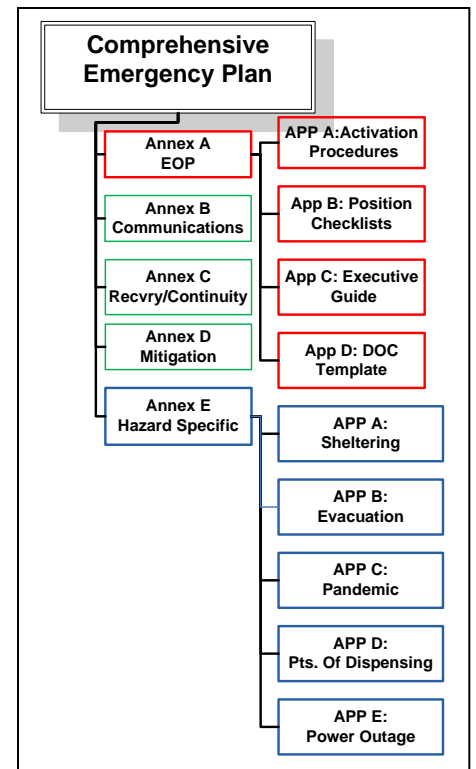 Comprehensive
Emergency Plan
Annex A
EOP
APP A:Activation
Procedures
App B: Position
Checklists
App C: Executive
Guide
App D: DOC
Template
Annex B
Communications
Annex C
Recvry/Continuity
Annex D
Mitigation
Annex E
Hazard Specific
APP A:
Sheltering
APP B:
Evacuation
APP C:
Pandemic
APP D:
Pts. Of Dispensing
APP E:
Power Outage